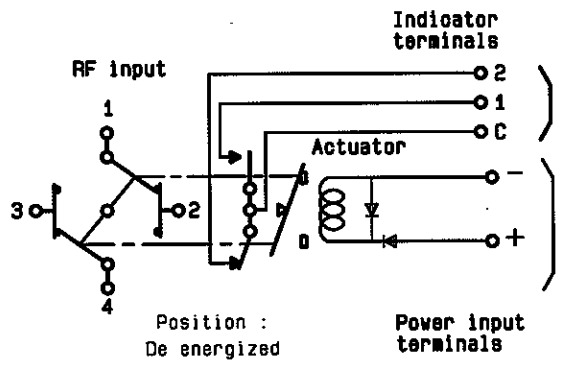 Indicator
terminals
RF input
2
1
1
C
Actuator
−
3
2
+
4
Position :
De energized
Power input
terminals